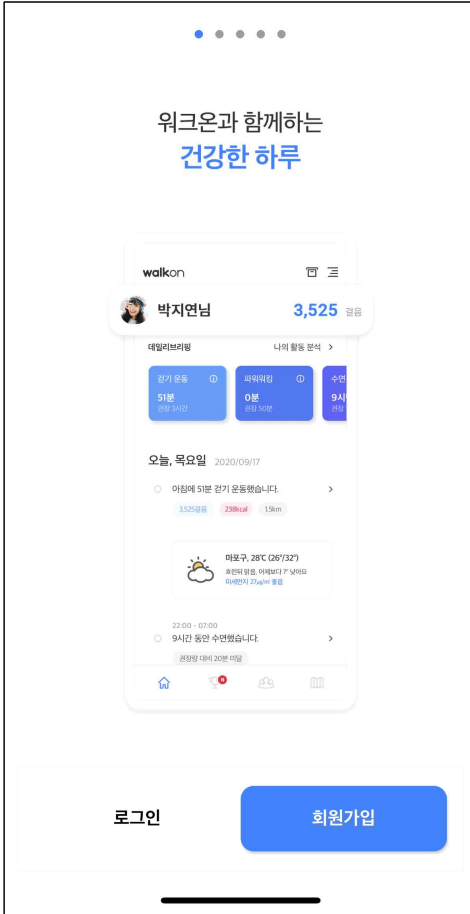 워크온과 함께하는
건강한 하루
walkon
박지연님 3,525 걸음
데일리브리핑 나의 활동 분석 >
걷기 운동 파워워킹 수면
51분 0분 9시
권장 3시간 권장 50분 권장
오늘, 목요일 2020/09/17
아침에 51분 걷기 운동했습니다. >
3,525걸음 238kcal 1.5km
마포구, 28℃ (26°/32°)
흐린뒤 맑음, 어제보다 7° 낮아요
미세먼지 27㎍/㎥ 좋음
22:00 - 07:00
9시간 동안 수면했습니다. >
권장량 대비 20분 미달
N
로그인 회원가입